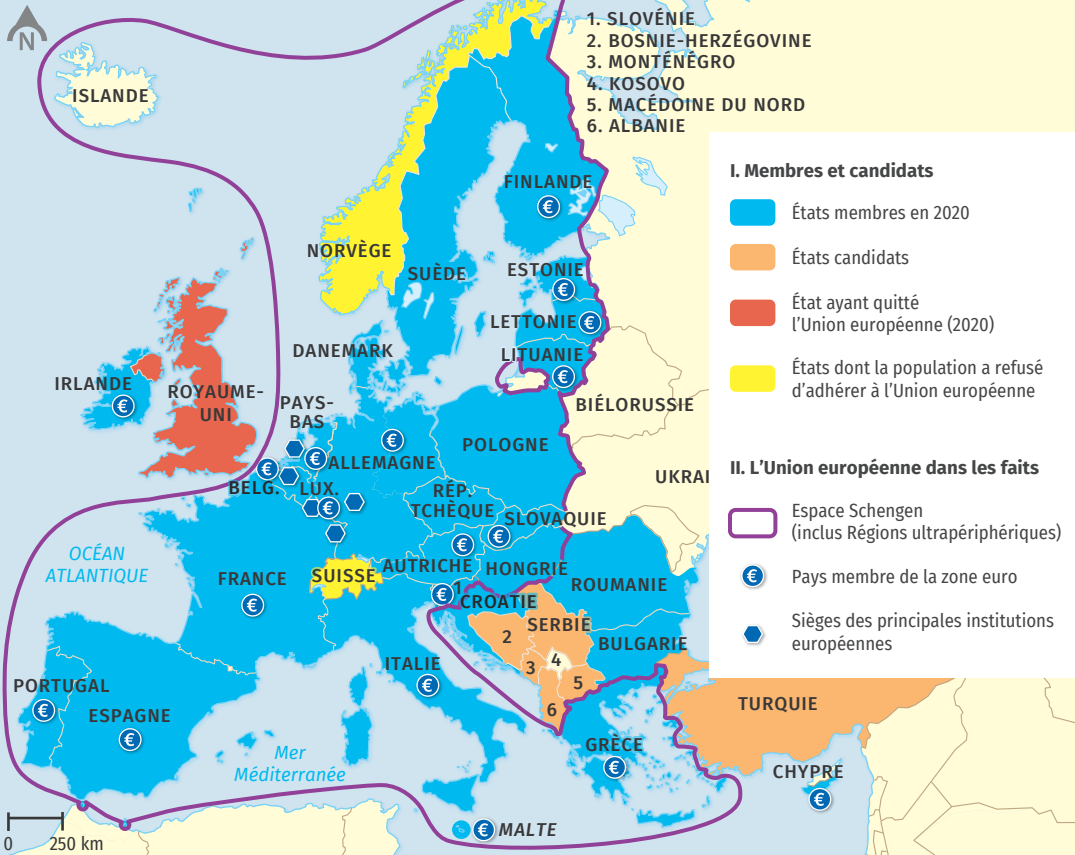 N
1. SLOVÉNIE
2. BOSNIE-HERZÉGOVINE
3. MONTÉNÉGRO
4. KOSOVO
5. MACÉDOINE DU NORD
6. ALBANIE
ISLANDE
FINLANDE
€
NORVÈGE
SUÈDE
ESTONIE
€
LETTONIE €
LITUANIE
€
DANEMARK
IRLANDE
€
ROYAUME-
UNI
PAYS-
BAS
€
BIÉLORUSSIE
POLOGNE
€
ALLEMAGNE
€
BELG.
LUX.
€
UKRAI
RÉP.
TCHÈQUE
SLOVAQUIE
€
€
AUTRICHE
HONGRIE
ROUMANIE
OCÉAN
ATLANTIQUE
FRANCE
€
SUISSE
€
1
CROATIE
SERBIE
2
3
4
5
6
BULGARIE
ITALIE
€
PORTUGAL
€
ESPAGNE
€
Mer
Méditerranée
GRÈCE
€
TURQUIE
CHYPRE
€
€ MALTE
0 250 km
I. Membres et candidats
États membres en 2020
États candidats
État ayant quitté
l'Union européenne (2020)
États dont la population a refusé
d'adhérer à l'Union européenne
II. L'Union européenne dans les faits
Espace Schengen
(inclus Régions ultrapériphériques)
€ Pays membre de la zone euro
Sièges des principales institutions
européennes